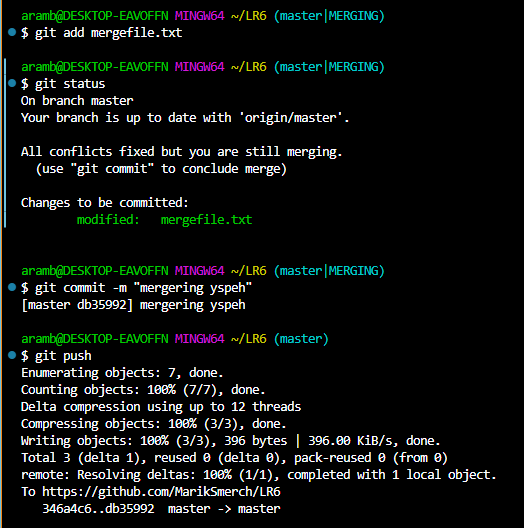 aramb@DESKTOP-EAVOFFN MINGW64 ~/LR6 (master|MERGING)
$ git add mergefile.txt
aramb@DESKTOP-EAVOFFN MINGW64 ~/LR6 (master|MERGING)
$ git status
On branch master
Your branch is up to date with 'origin/master'.
All conflicts fixed but you are still merging.
  (use "git commit" to conclude merge)
Changes to be committed:
        modified:   mergefile.txt
aramb@DESKTOP-EAVOFFN MINGW64 ~/LR6 (master|MERGING)
$ git commit -m "mergering yspeh"
[master db35992] mergering yspeh
aramb@DESKTOP-EAVOFFN MINGW64 ~/LR6 (master)
$ git push
Enumerating objects: 7, done.
Counting objects: 100% (7/7), done.
Delta compression using up to 12 threads
Compressing objects: 100% (3/3), done.
Writing objects: 100% (3/3), 396 bytes | 396.00 KiB/s, done.
Total 3 (delta 1), reused 0 (delta 0), pack-reused 0 (from 0)
remote: Resolving deltas: 100% (1/1), completed with 1 local object.
To https://github.com/MarikSmerch/LR6
   346a4c6..db35992  master -> master